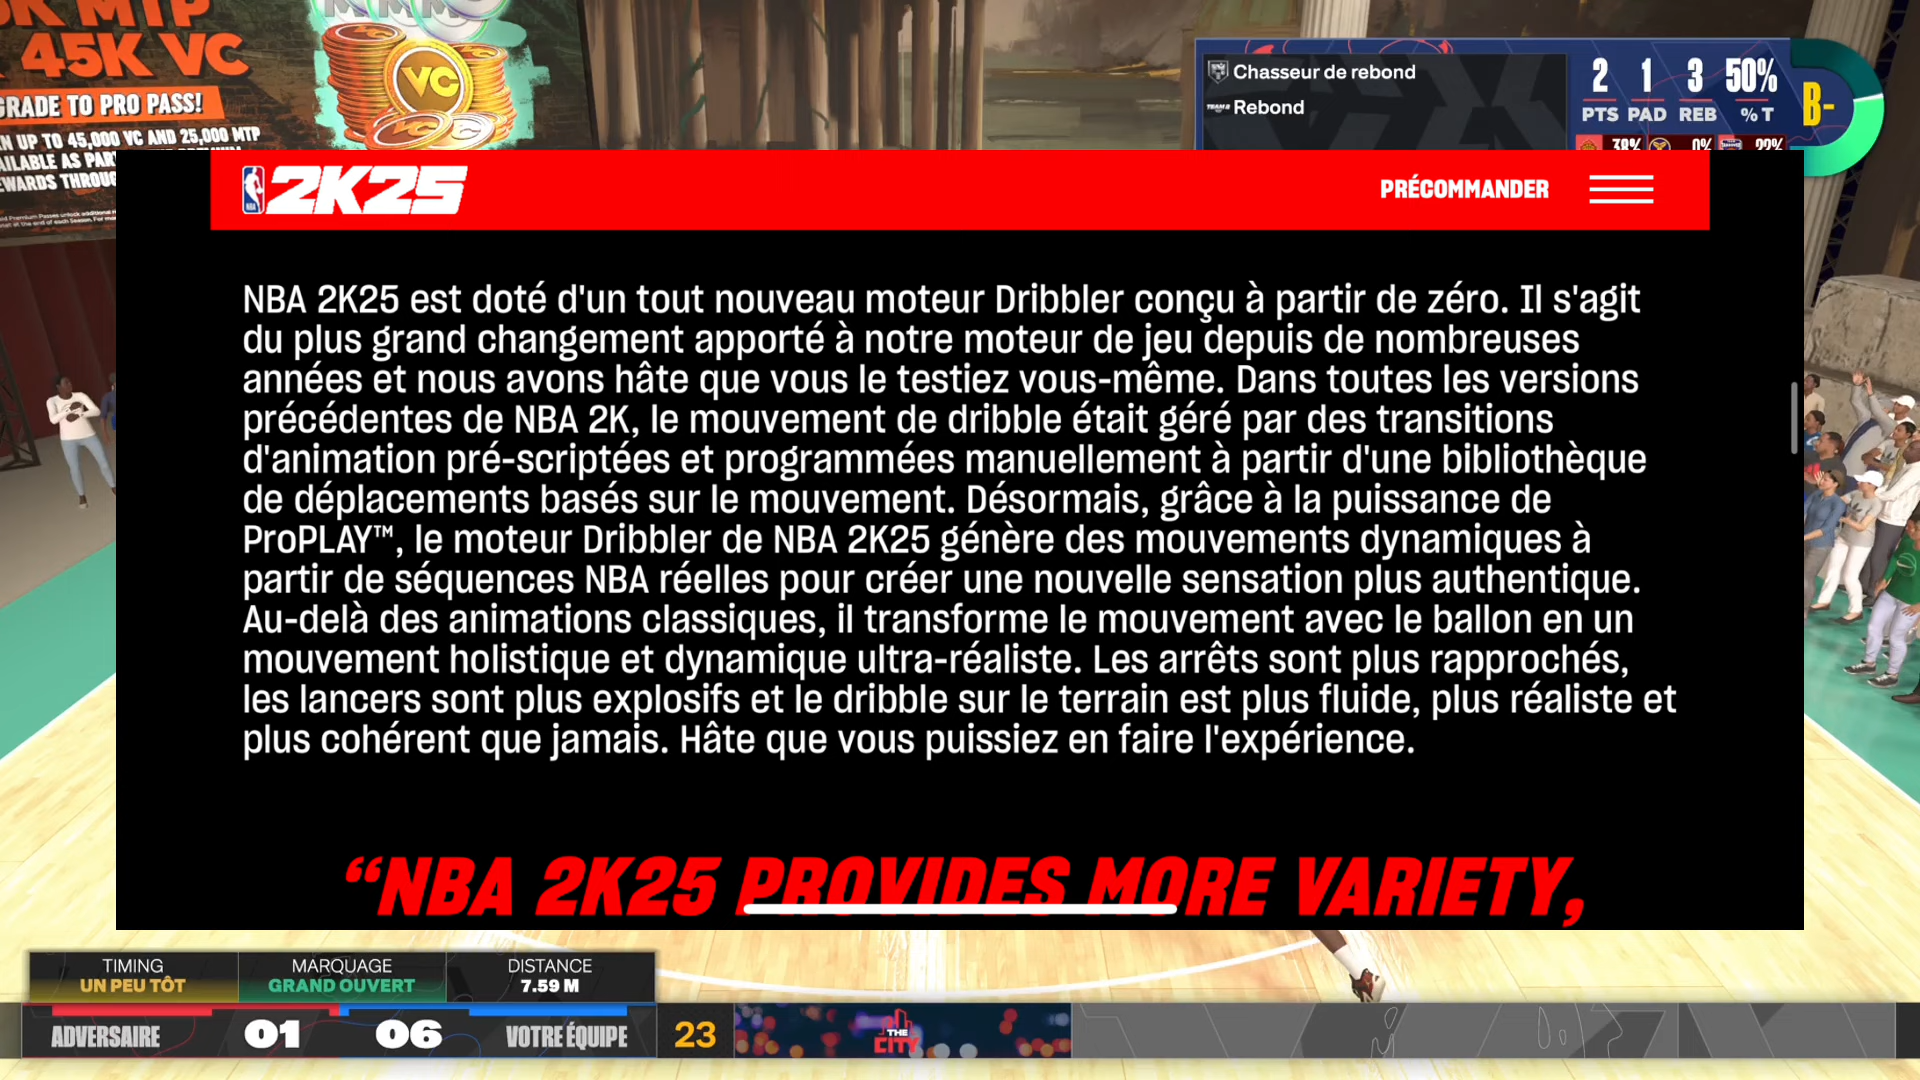 45K VC
GRADE TO PRO PASS!
N UP TO 45,000 VC AND 25,000 MTP
VC
Chasseur de rebond
Rebond
2 1 3 50%
PTS PAD REB % T
B-
38% 0% 22%
NBA 2K25
PRÉCOMMANDER
NBA 2K25 est doté d'un tout nouveau moteur Dribbler conçu à partir de zéro. Il s'agit
du plus grand changement apporté à notre moteur de jeu depuis de nombreuses
années et nous avons hâte que vous le testiez vous-même. Dans toutes les versions
précédentes de NBA 2K, le mouvement de dribble était géré par des transitions
d'animation pré-scriptées et programmées manuellement à partir d'une bibliothèque
de déplacements basés sur le mouvement. Désormais, grâce à la puissance de
ProPLAY™, le moteur Dribbler de NBA 2K25 génère des mouvements dynamiques à
partir de séquences NBA réelles pour créer une nouvelle sensation plus authentique.
Au-delà des animations classiques, il transforme le mouvement avec le ballon en un
mouvement holistique et dynamique ultra-réaliste. Les arrêts sont plus rapprochés,
les lancers sont plus explosifs et le dribble sur le terrain est plus fluide, plus réaliste et
plus cohérent que jamais. Hâte que vous puissiez en faire l'expérience.
“NBA 2K25 PROVIDES MORE VARIETY,
TIMING
UN PEU TÔT
MARQUAGE
GRAND OUVERT
DISTANCE
7.59 M
ADVERSAIRE 01 06 VOTRE ÉQUIPE 23
THE
CITY